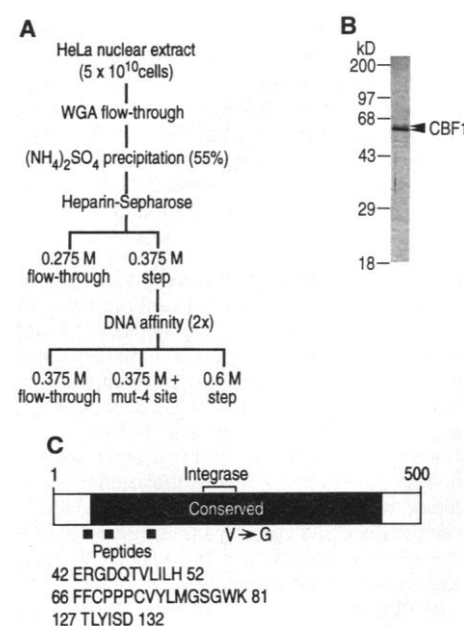 A
HeLa nuclear extract
(5 x 10^10 cells)
WGA flow-through
(NH4)2SO4 precipitation (55%)
Heparin-Sepharose
0.275 M
flow-through
0.375 M
step
DNA affinity (2x)
0.375 M
flow-through
0.375 M +
mut-4 site
0.6 M
step
B
kD
200
97
68
CBF1
43
29
18
C
1
Integrase
500
Conserved
V → G
Peptides
42 ERGDQTVLILH 52
66 FFCPPPCVYLMGSGWK 81
127 TLYISD 132